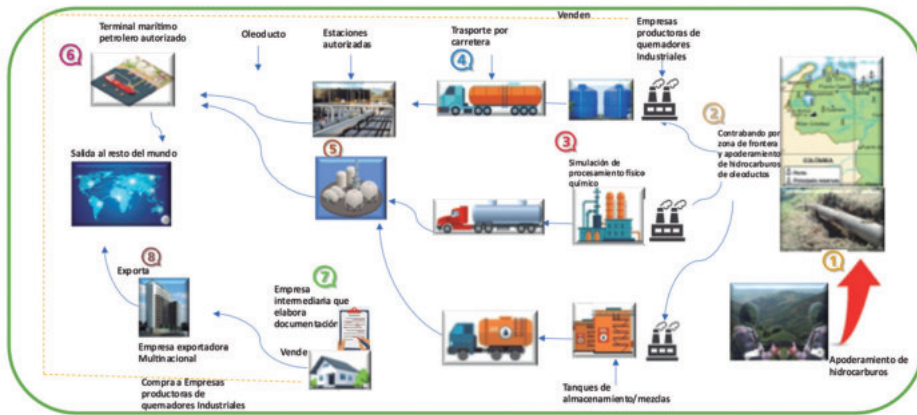 Terminal marítimo
petrolero autorizado
6
Oleoducto
Estaciones
autorizadas
Trasporte por
carretera
4
Venden
Empresas
productoras de
quemadores
Industriales
2
Contrabando por
zona de frontera
y apoderamiento
de hidrocarburos
de oleoductos
COLÔMBIA
3
Simulación de
procesamiento físico
químico
5
Salida al resto del mundo
1
Apoderamiento de
hidrocarburos
8
Exporta
7
Empresa
intermediaria que
elabora
documentación
Vende
Empresa exportadora
Multinacional
Compra a Empresas
productoras de
quemadores Industriales
Tanques de
almacenamiento/mezclas